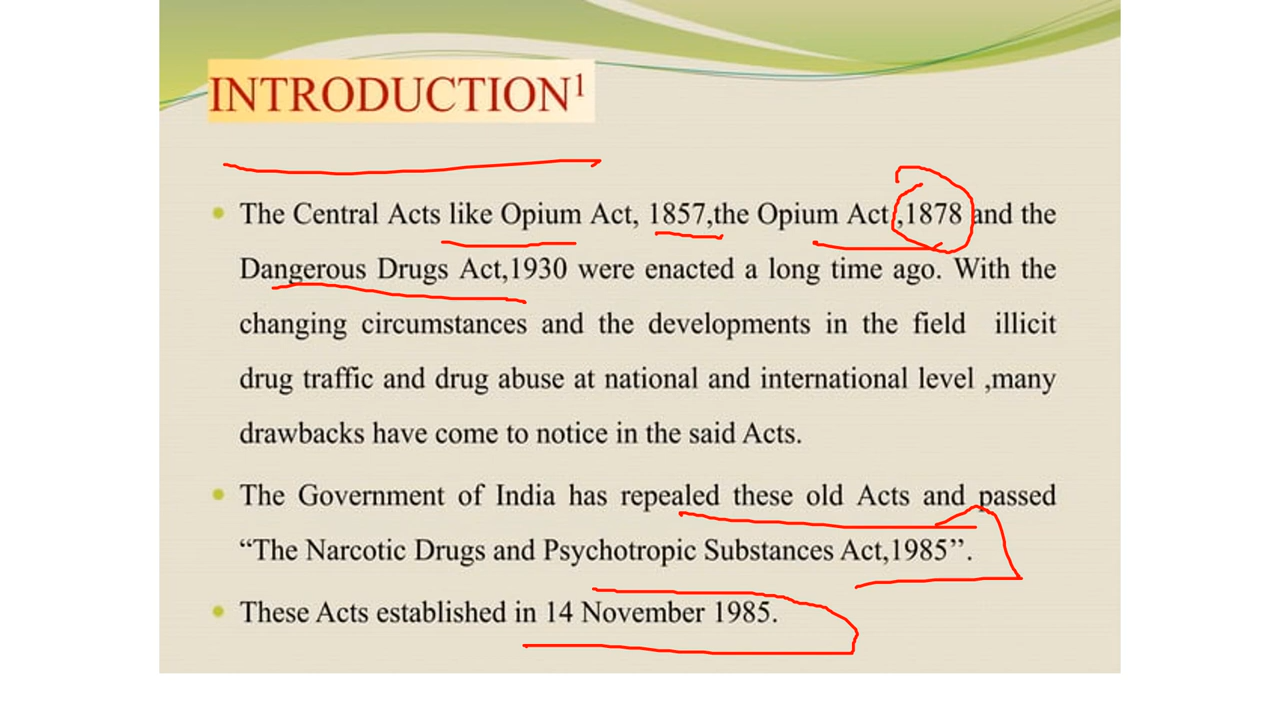 INTRODUCTION¹
• The Central Acts like Opium Act, 1857,the Opium Act ,1878 and the
Dangerous Drugs Act,1930 were enacted a long time ago. With the
changing circumstances and the developments in the field illicit
drug traffic and drug abuse at national and international level ,many
drawbacks have come to notice in the said Acts.
• The Government of India has repealed these old Acts and passed
“The Narcotic Drugs and Psychotropic Substances Act,1985’’.
• These Acts established in 14 November 1985.